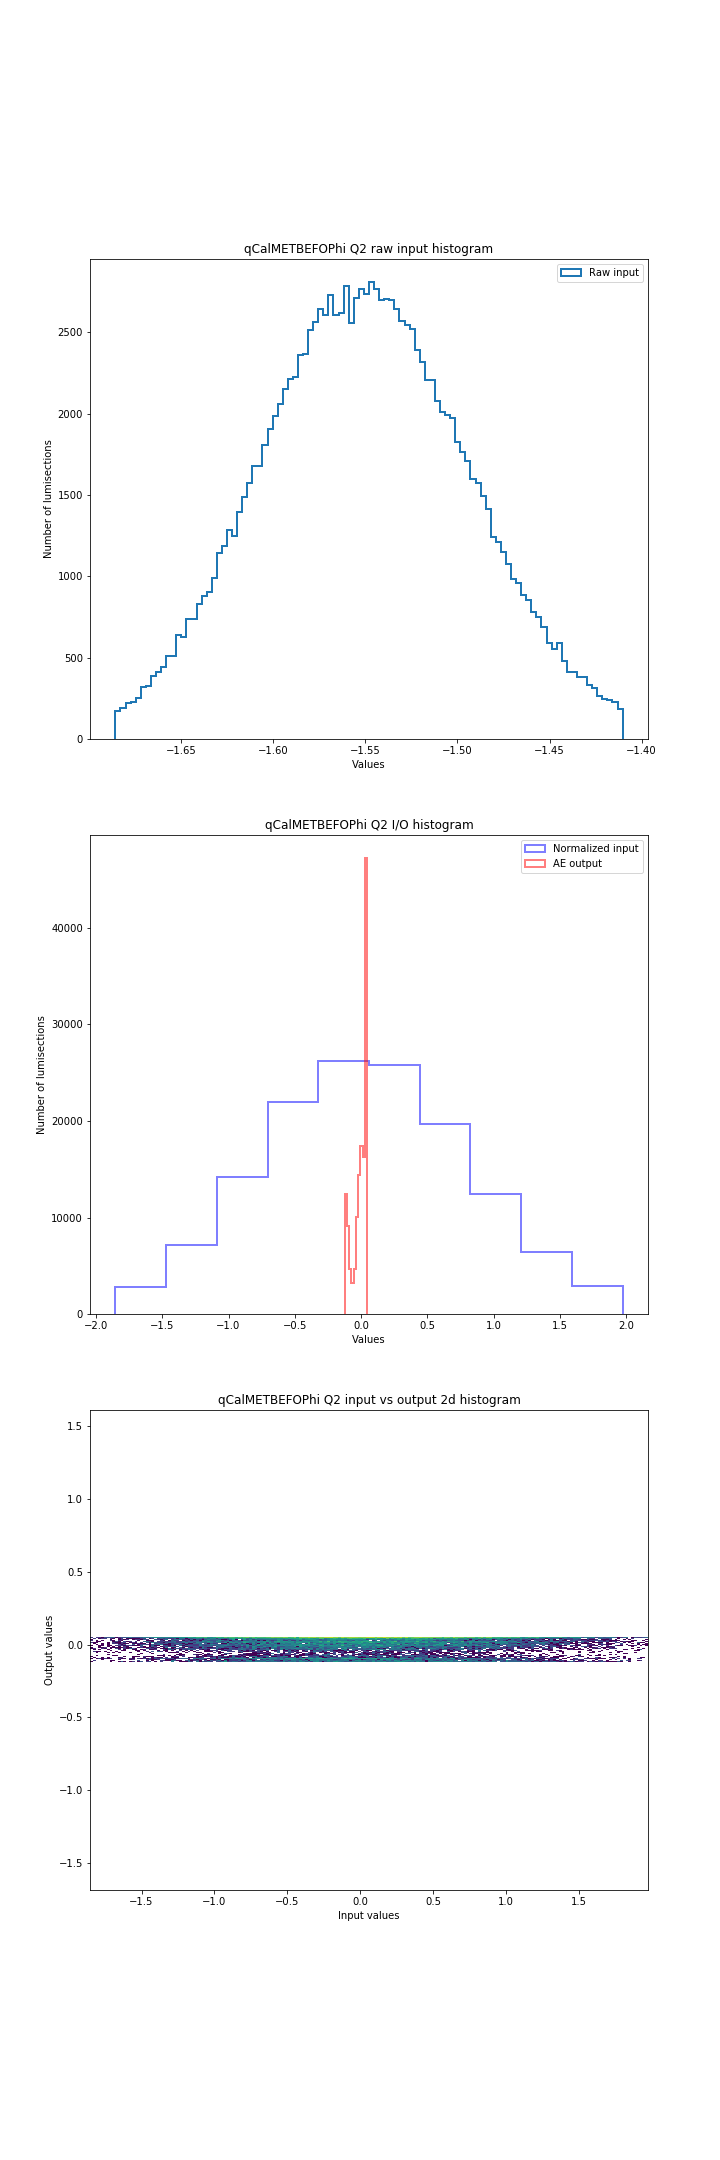 qCalMETBEFOPhi Q2 raw input histogram
Raw input
2500
2000
1500
1000
500
0
Number of lumisections
−1.65 −1.60 −1.55 −1.50 −1.45 −1.40
Values
qCalMETBEFOPhi Q2 I/O histogram
Normalized input
AE output
40000
30000
20000
10000
0
Number of lumisections
−2.0 −1.5 −1.0 −0.5 0.0 0.5 1.0 1.5 2.0
Values
qCalMETBEFOPhi Q2 input vs output 2d histogram
1.5
1.0
0.5
0.0
−0.5
−1.0
−1.5
Output values
−1.5 −1.0 −0.5 0.0 0.5 1.0 1.5
Input values